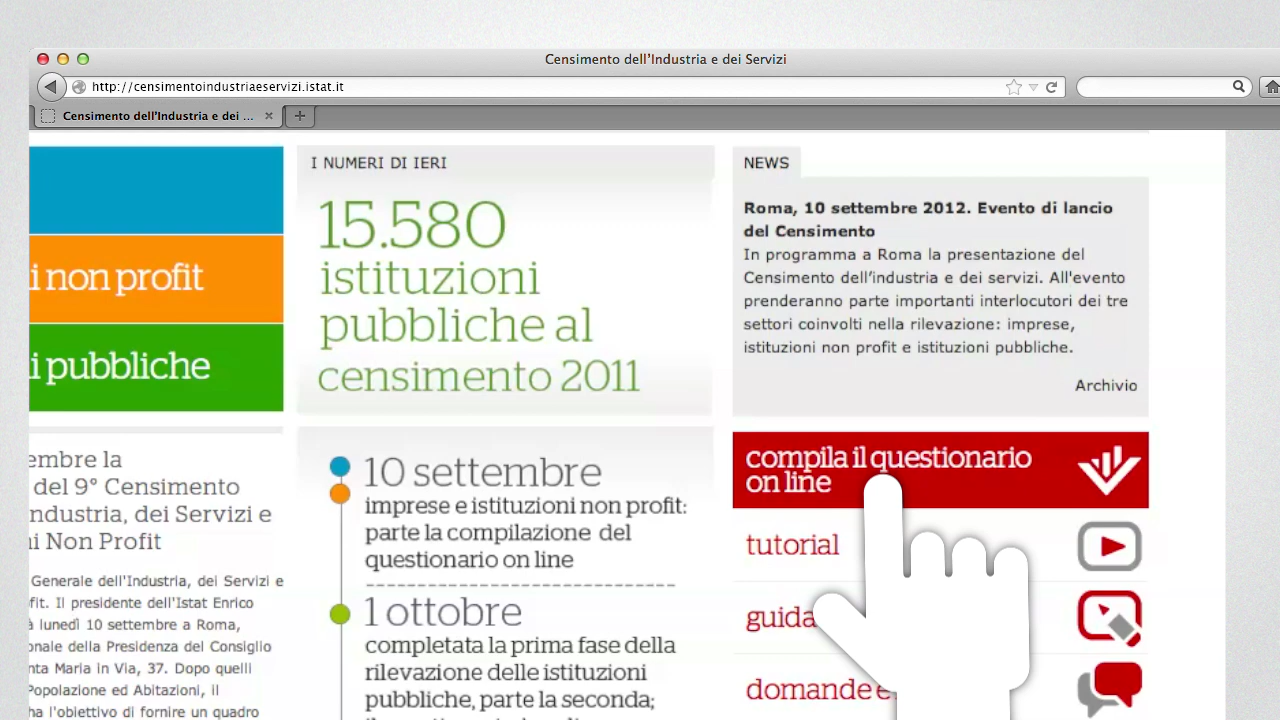 Censimento dell'Industria e dei Servizi
http://censimentoindustriaeservizi.istat.it
Censimento dell'Industria e dei ...
i non profit
i pubbliche
embre la
del 9° Censimento
ndustria, dei Servizi e
i Non Profit
Generale dell'Industria, dei Servizi e
fit. Il presidente dell'Istat Enrico
à lunedì 10 settembre a Roma,
onale della Presidenza del Consiglio
nta Maria in Via, 37. Dopo quelli
Popolazione ed Abitazioni, il
ha l'obiettivo di fornire un quadro
I NUMERI DI IERI
15.580
istituzioni
pubbliche al
censimento 2011
10 settembre
imprese e istituzioni non profit:
parte la compilazione del
questionario on line
1 ottobre
completata la prima fase della
rilevazione delle istituzioni
pubbliche, parte la seconda;
NEWS
Roma, 10 settembre 2012. Evento di lancio
del Censimento
In programma a Roma la presentazione del
Censimento dell'industria e dei servizi. All'evento
prenderanno parte importanti interlocutori dei tre
settori coinvolti nella rilevazione: imprese,
istituzioni non profit e istituzioni pubbliche.
Archivio
compila il questionario
on line
tutorial
guida
domande e